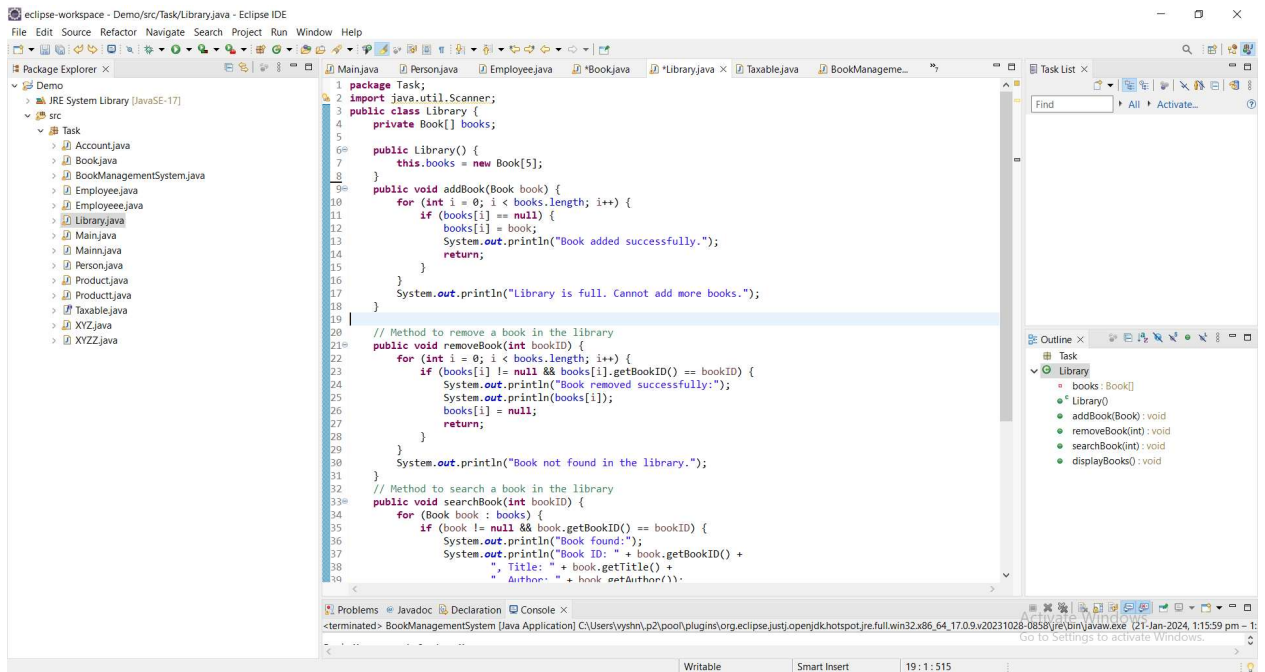 eclipse-workspace - Demo/src/Task/Library.java - Eclipse IDE
File Edit Source Refactor Navigate Search Project Run Window Help
Package Explorer
Demo
JRE System Library [JavaSE-17]
src
Task
Account.java
Book.java
BookManagementSystem.java
Employee.java
Employeee.java
Library.java
Main.java
Mainn.java
Person.java
Product.java
Productt.java
Taxable.java
XYZ.java
XYZZ.java
Main.java Person.java Employee.java *Book.java *Library.java Taxable.java BookManageme... »7
1 package Task;
2 import java.util.Scanner;
3 public class Library {
4     private Book[] books;
5
6     public Library() {
7         this.books = new Book[5];
8     }
9     public void addBook(Book book) {
10         for (int i = 0; i < books.length; i++) {
11             if (books[i] == null) {
12                 books[i] = book;
13                 System.out.println("Book added successfully.");
14                 return;
15             }
16         }
17         System.out.println("Library is full. Cannot add more books.");
18     }
19
20     // Method to remove a book in the library
21     public void removeBook(int bookID) {
22         for (int i = 0; i < books.length; i++) {
23             if (books[i] != null && books[i].getBookID() == bookID) {
24                 System.out.println("Book removed successfully:");
25                 System.out.println(books[i]);
26                 books[i] = null;
27                 return;
28             }
29         }
30         System.out.println("Book not found in the library.");
31     }
32     // Method to search a book in the library
33     public void searchBook(int bookID) {
34         for (Book book : books) {
35             if (book != null && book.getBookID() == bookID) {
36                 System.out.println("Book found:");
37                 System.out.println("Book ID: " + book.getBookID() +
38                         ", Title: " + book.getTitle() +
39                         ", Author: " + book.getAuthor());
Task List
Find All Activate...
Outline
Task
Library
books : Book[]
Library()
addBook(Book) : void
removeBook(int) : void
searchBook(int) : void
displayBooks() : void
Problems Javadoc Declaration Console
<terminated> BookManagementSystem [Java Application] C:\Users\vyshn\.p2\pool\plugins\org.eclipse.justj.openjdk.hotspot.jre.full.win32.x86_64_17.0.9.v20231028-0858\jre\bin\javaw.exe (21-Jan-2024, 1:15:59 pm – 1:
Activate Windows
Go to Settings to activate Windows.
Writable Smart Insert 19 : 1 : 515